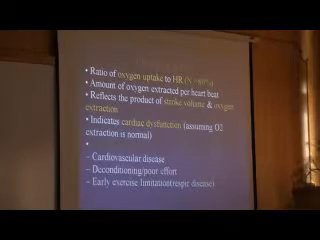 • Ratio of oxygen uptake to HR (N >80%)
• Amount of oxygen extracted per heart beat
• Reflects the product of stroke volume & oxygen
extraction
• Indicates cardiac dysfunction (assuming O2
extraction is normal)
•
– Cardiovascular disease
– Deconditioning/poor effort
– Early exercise limitation(respir disease)